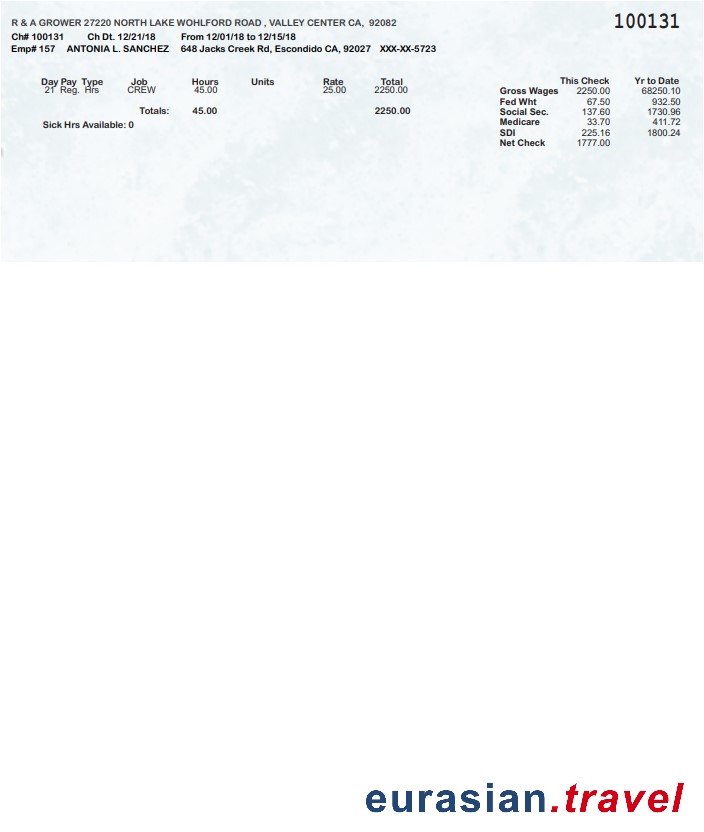 R & A GROWER 27220 NORTH LAKE WOHLFORD ROAD , VALLEY CENTER CA, 92082
100131
Ch# 100131 Ch Dt. 12/21/18 From 12/01/18 to 12/15/18
Emp# 157 ANTONIA L. SANCHEZ 648 Jacks Creek Rd, Escondido CA, 92027 XXX-XX-5723
Day Pay Type Job Hours Units Rate Total
21 Reg. Hrs CREW 45.00 25.00 2250.00
Totals: 45.00 2250.00
Sick Hrs Available: 0
This Check Yr to Date
Gross Wages 2250.00 68250.10
Fed Wht 67.50 932.50
Social Sec. 137.60 1730.96
Medicare 33.70 411.72
SDI 225.16 1800.24
Net Check 1777.00
eurasian.travel